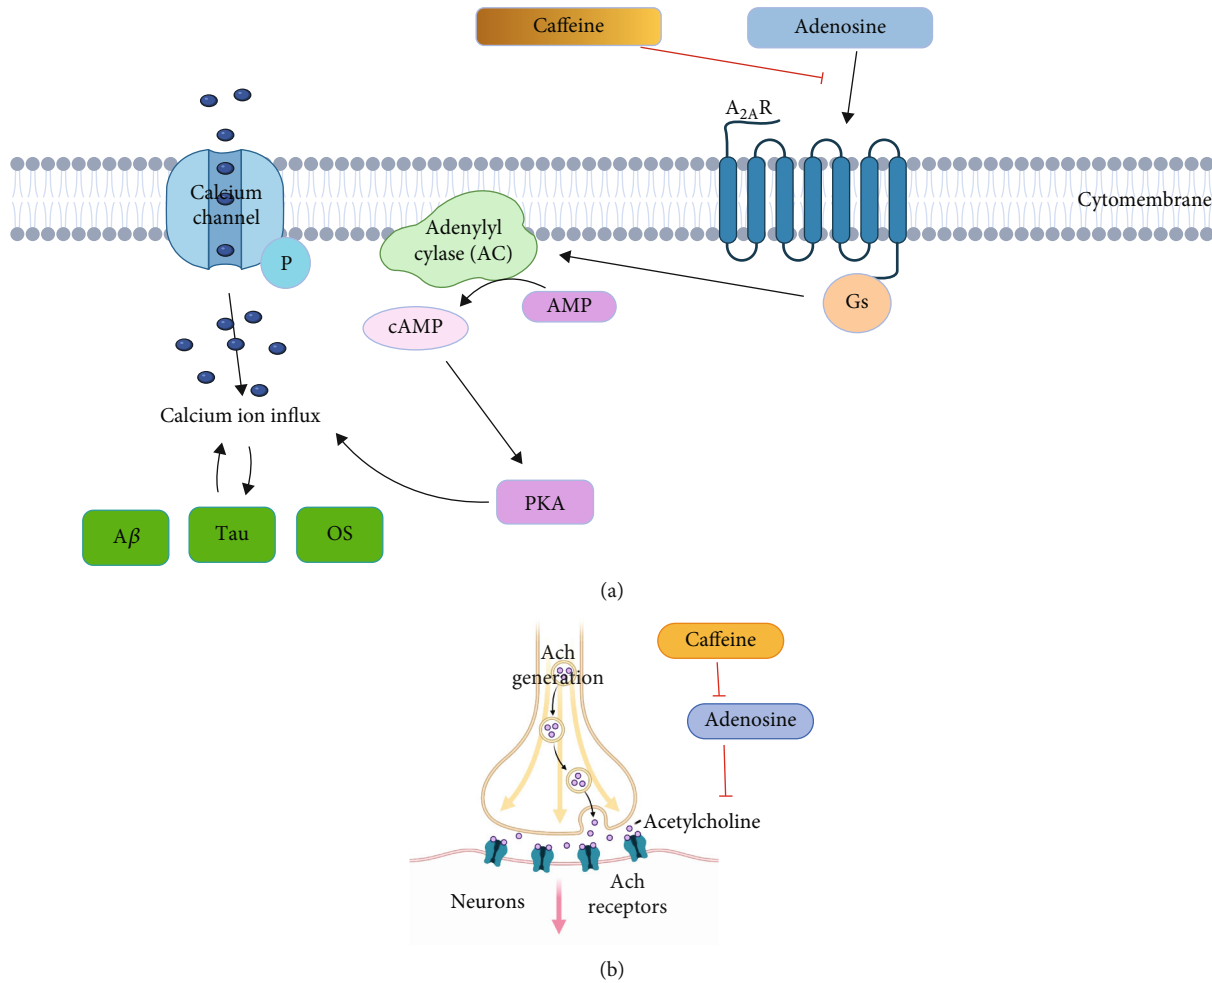 Caffeine
Adenosine
A2AR
Calcium
channel
Cytomembrane
Adenylyl
cylase (AC)
P
Gs
AMP
cAMP
Calcium ion influx
PKA
Aβ
Tau
OS
(a)
Caffeine
Ach
generation
Adenosine
Acetylcholine
Ach
receptors
Neurons
(b)